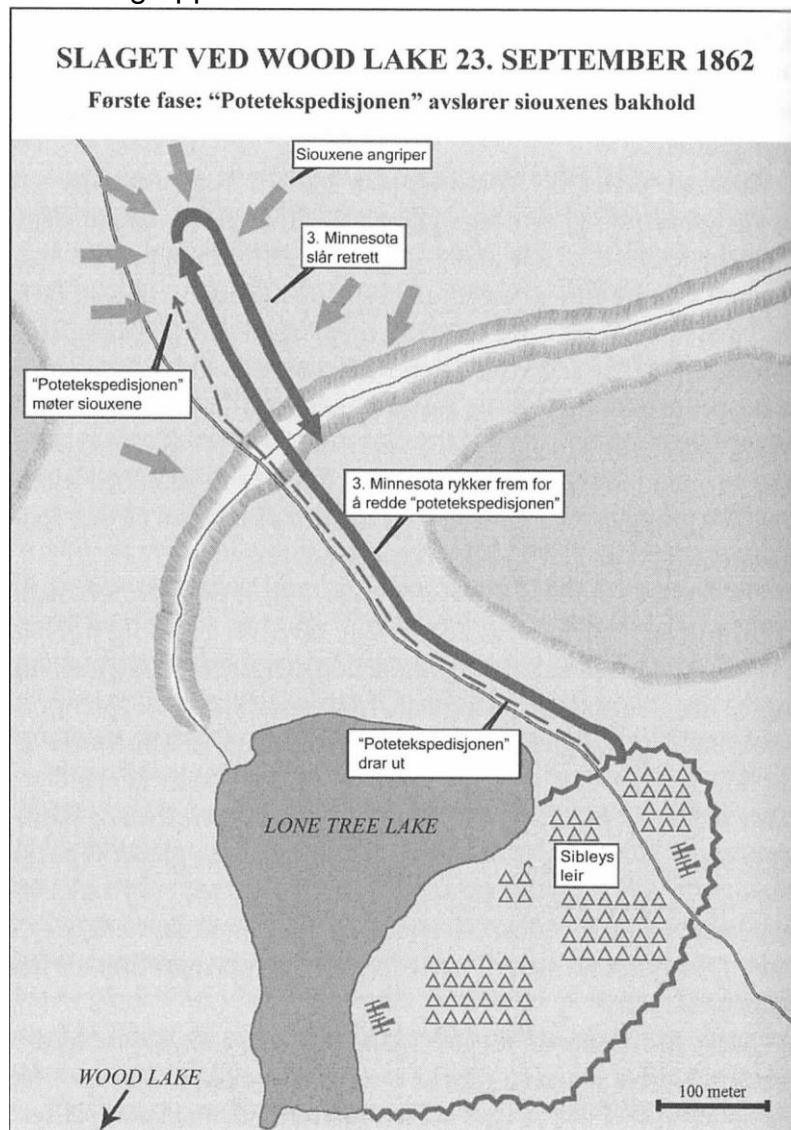 SLAGET VED WOOD LAKE 23. SEPTEMBER 1862
Første fase: “Potetekspedisjonen” avslører siouxenes bakhold
Siouxene angriper
3. Minnesota
slår retrett
“Potetekspedisjonen”
møter siouxene
3. Minnesota rykker frem for
å redde “potetekspedisjonen”
“Potetekspedisjonen”
drar ut
LONE TREE LAKE
Sibleys
leir
WOOD LAKE
100 meter